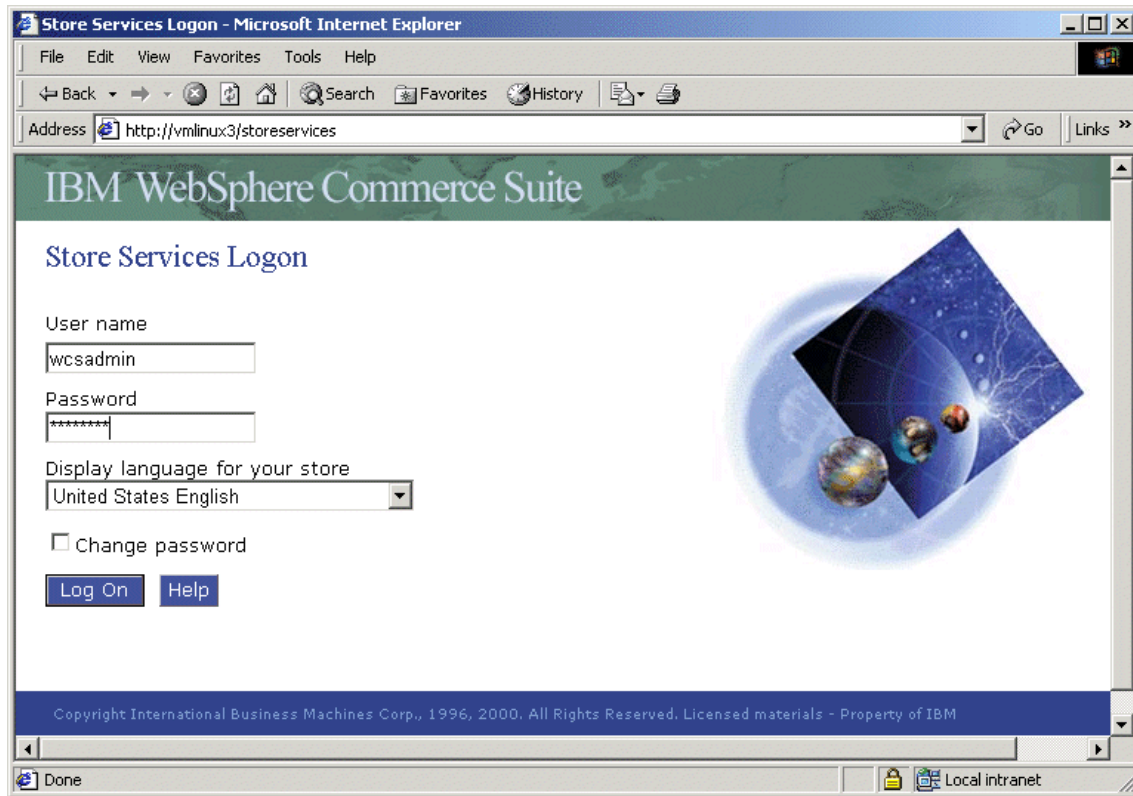 Store Services Logon - Microsoft Internet Explorer
File Edit View Favorites Tools Help
Back Search Favorites History
Address http://vmlinux3/storeservices Go Links »
IBM WebSphere Commerce Suite
Store Services Logon
User name
wcsadmin
Password
********
Display language for your store
United States English
Change password
Log On Help
Copyright International Business Machines Corp., 1996, 2000. All Rights Reserved. Licensed materials - Property of IBM
Done Local intranet